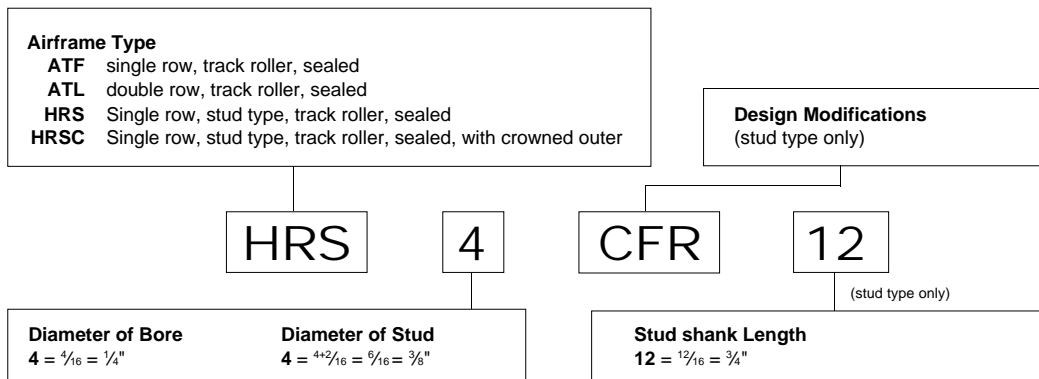 Airframe Type
ATF single row, track roller, sealed
ATL double row, track roller, sealed
HRS Single row, stud type, track roller, sealed
HRSC Single row, stud type, track roller, sealed, with crowned outer
Design Modifications
(stud type only)
HRS 4 CFR 12
(stud type only)
Diameter of Bore Diameter of Stud
4 = 4/16 = 1/4" 4 = 4+2/16 = 6/16 = 3/8"
Stud shank Length
12 = 12/16 = 3/4"